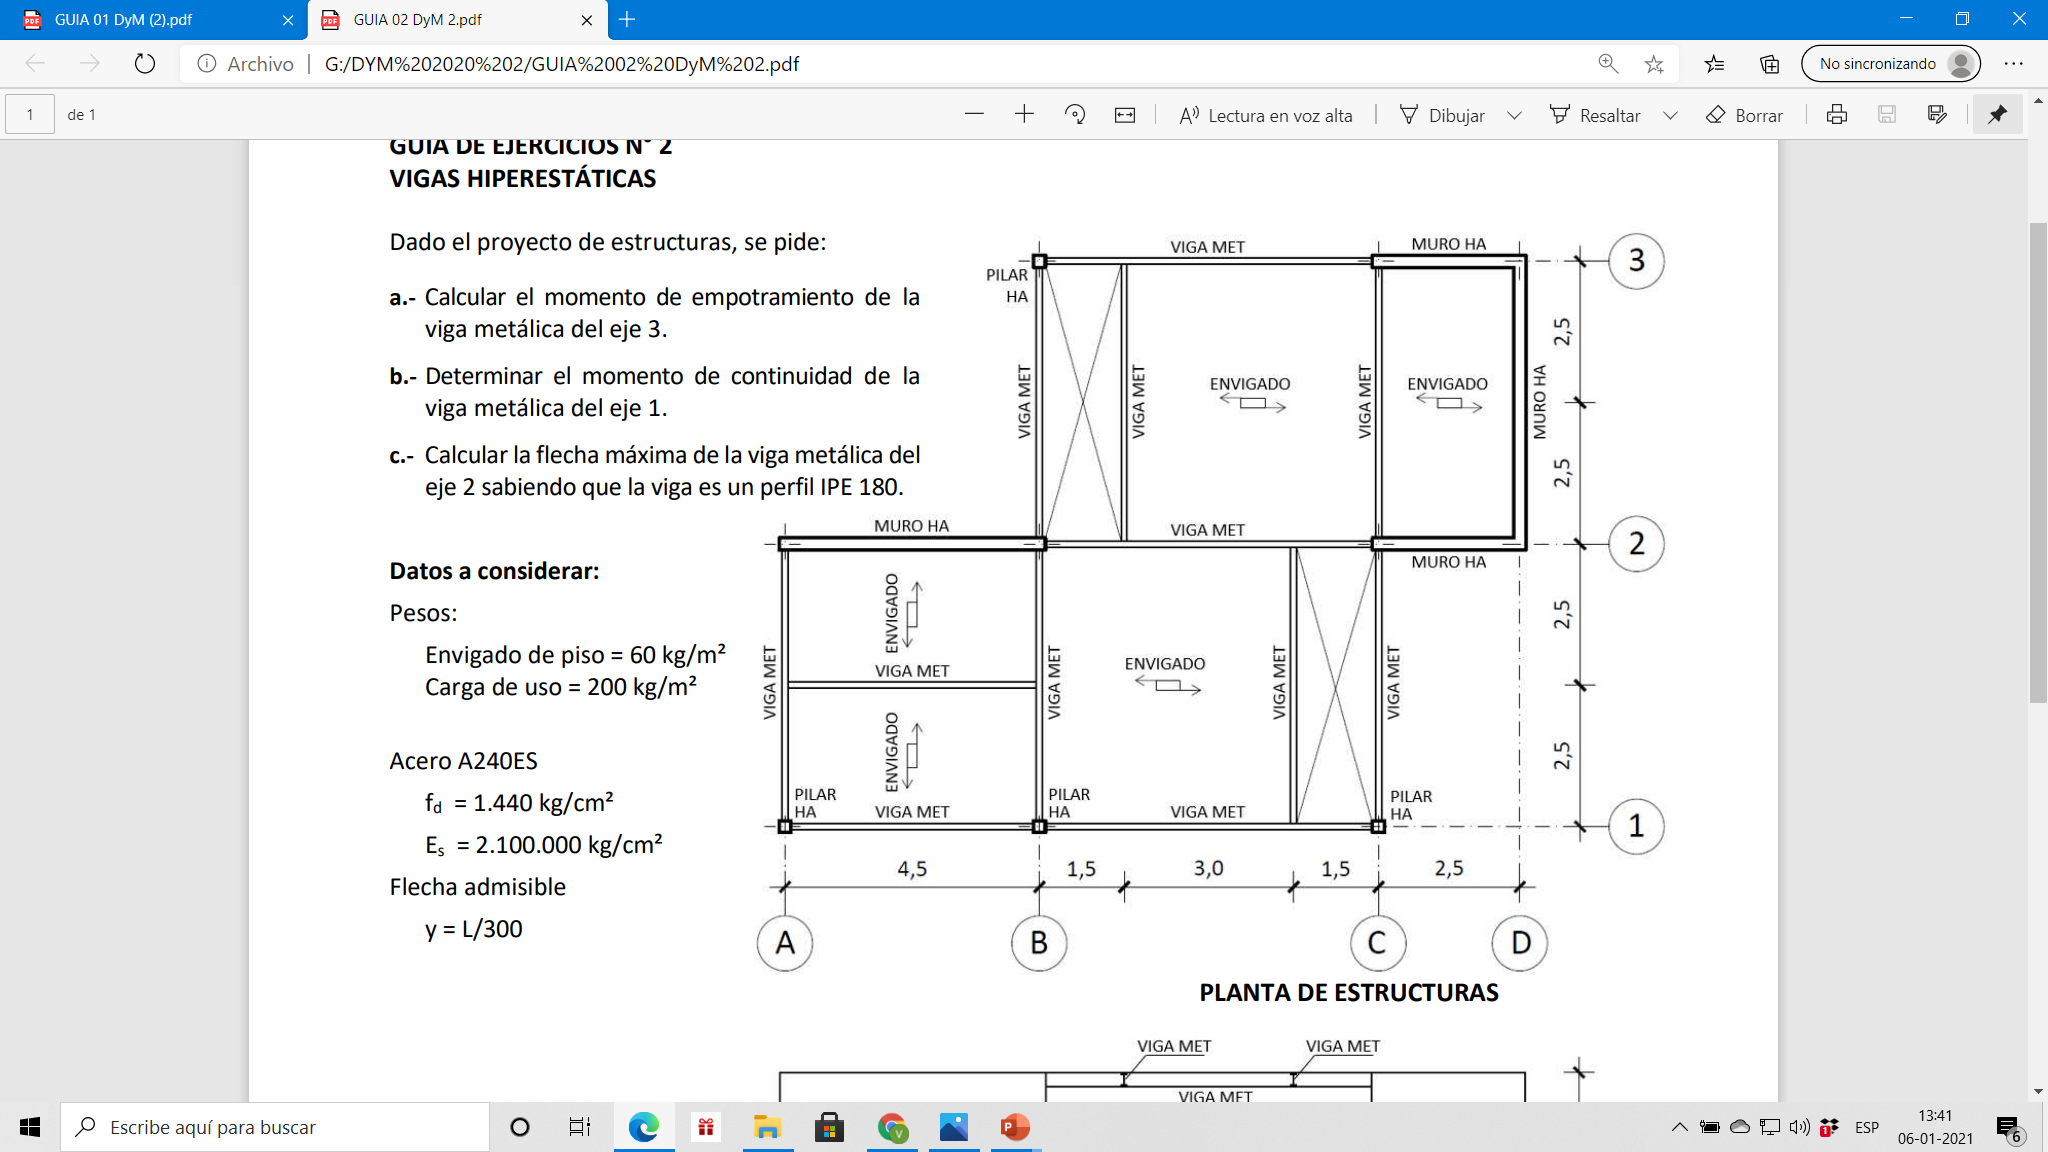 GUIA 01 DyM (2).pdf
GUIA 02 DyM 2.pdf
Archivo | G:/DYM%202020%202/GUIA%2002%20DyM%202.pdf
No sincronizando
1 de 1
Lectura en voz alta
Dibujar
Resaltar
Borrar
GUIA DE EJERCICIOS N° 2
VIGAS HIPERESTÁTICAS
Dado el proyecto de estructuras, se pide:
a.- Calcular el momento de empotramiento de la
viga metálica del eje 3.
b.- Determinar el momento de continuidad de la
viga metálica del eje 1.
c.- Calcular la flecha máxima de la viga metálica del
eje 2 sabiendo que la viga es un perfil IPE 180.
Datos a considerar:
Pesos:
Envigado de piso = 60 kg/m²
Carga de uso = 200 kg/m²
Acero A240ES
fd = 1.440 kg/cm²
Es = 2.100.000 kg/cm²
Flecha admisible
y = L/300
VIGA MET
MURO HA
3
PILAR
HA
2,5
VIGA MET
VIGA MET
ENVIGADO
VIGA MET
ENVIGADO
MURO HA
2,5
MURO HA
VIGA MET
2
MURO HA
ENVIGADO
2,5
VIGA MET
VIGA MET
VIGA MET
ENVIGADO
VIGA MET
VIGA MET
ENVIGADO
2,5
PILAR
HA
VIGA MET
PILAR
HA
VIGA MET
PILAR
HA
1
4,5
1,5
3,0
1,5
2,5
A
B
C
D
PLANTA DE ESTRUCTURAS
VIGA MET
VIGA MET
VIGA MET
Escribe aquí para buscar
ESP
13:41
06-01-2021
6